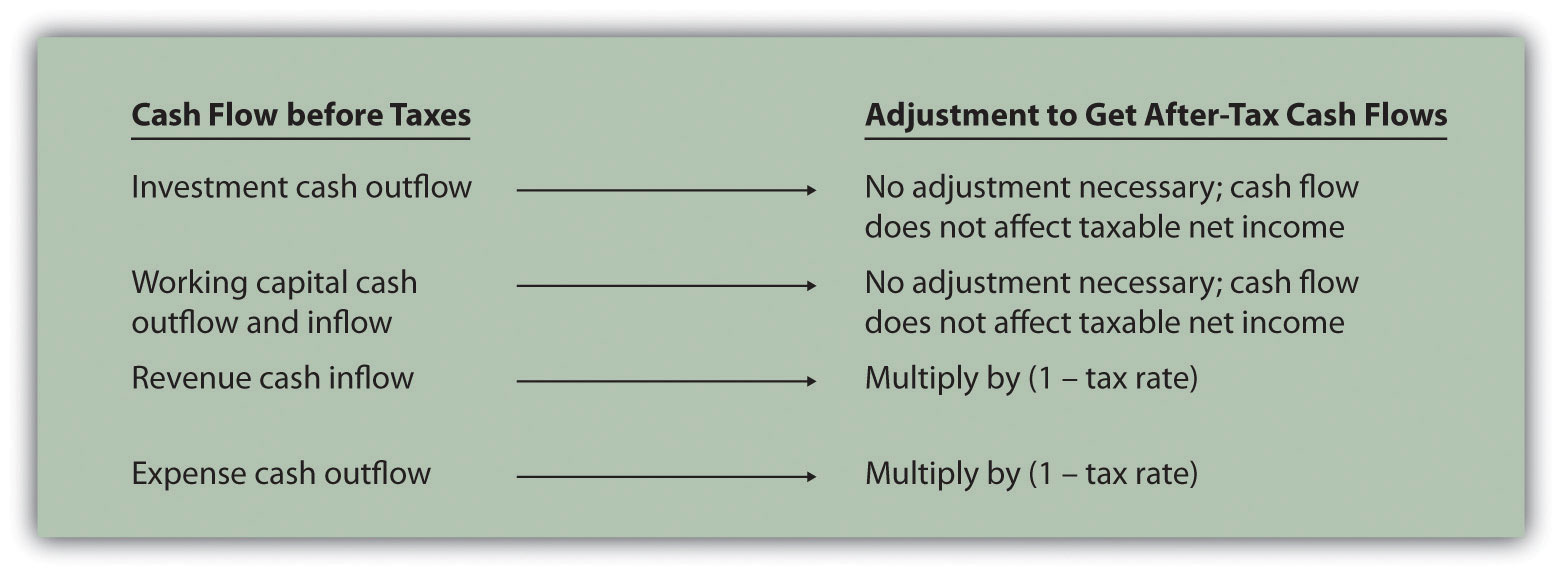 Cash Flow before Taxes
Adjustment to Get After-Tax Cash Flows
Investment cash outflow
No adjustment necessary; cash flow
does not affect taxable net income
Working capital cash
outflow and inflow
No adjustment necessary; cash flow
does not affect taxable net income
Revenue cash inflow
Multiply by (1 – tax rate)
Expense cash outflow
Multiply by (1 – tax rate)